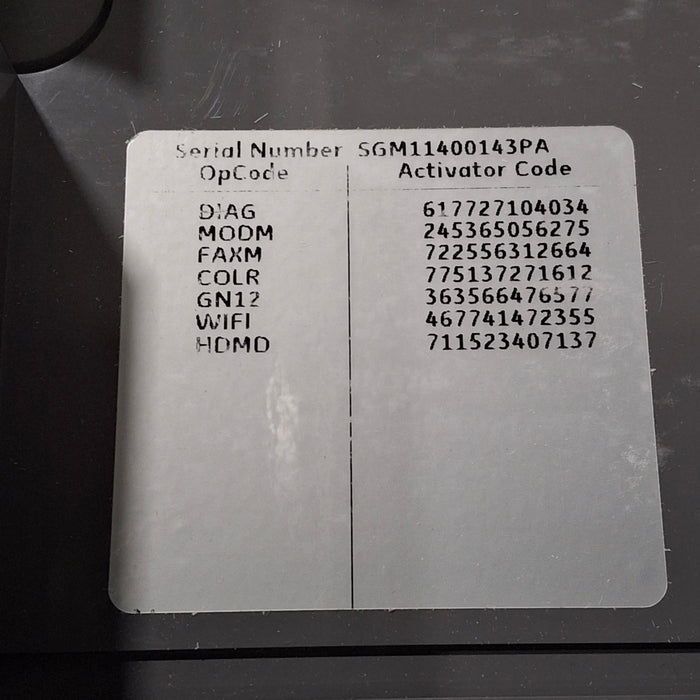 Serial Number SGM11400143PA
OpCode Activator Code
DIAG 617727104034
MODM 245365056275
FAXM 722556312664
COLR 775137271612
GN12 363566476577
WIFI 467741472355
HDMD 711523407137